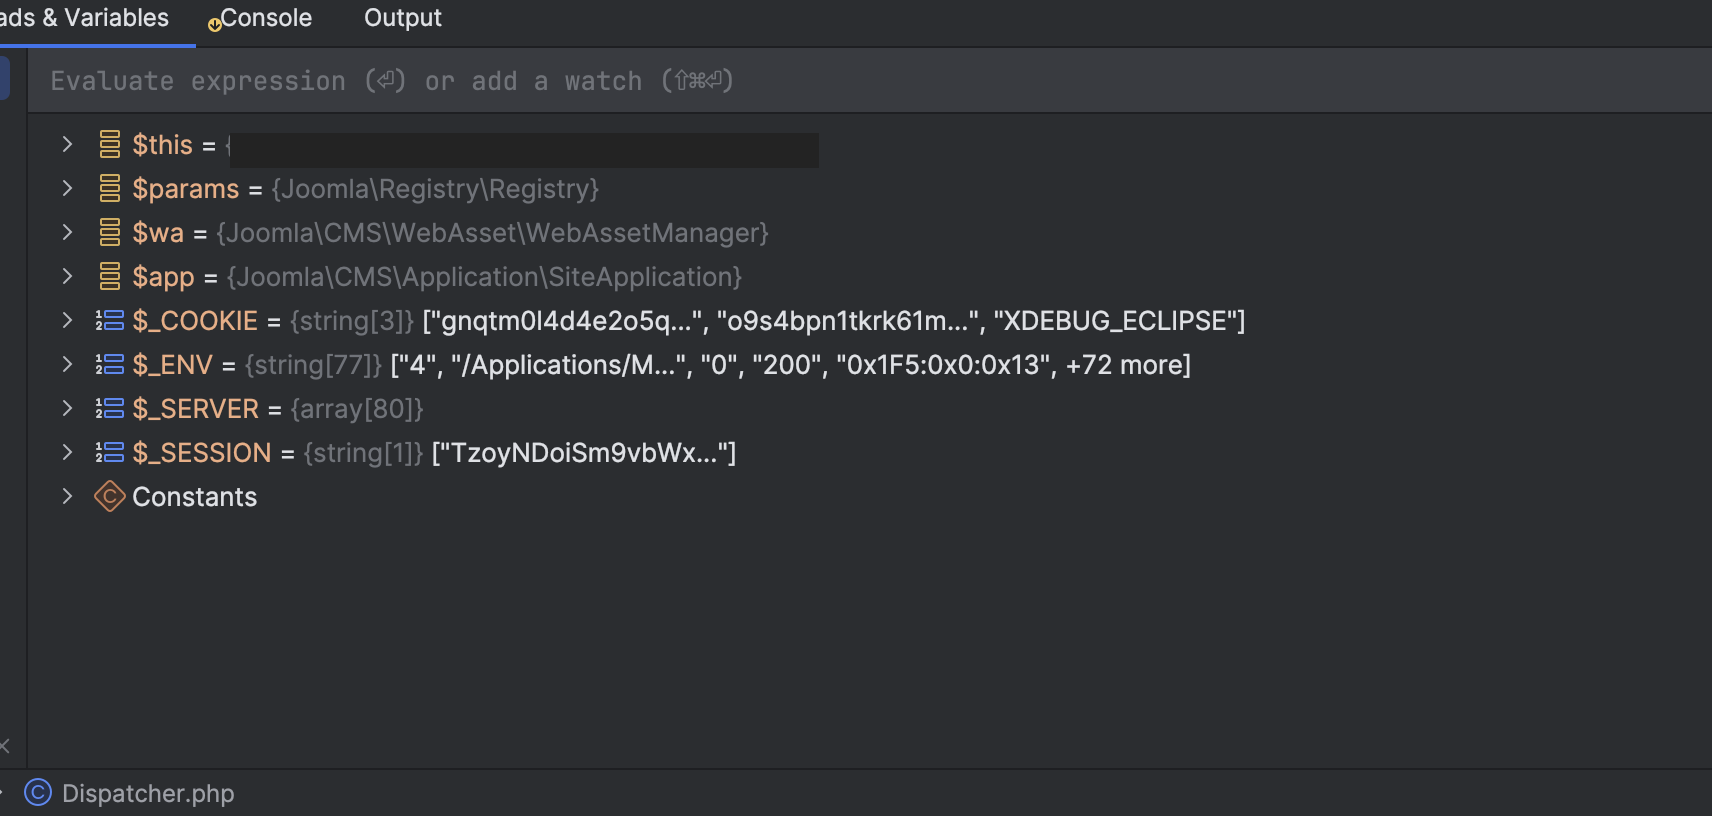 ads & Variables Console Output
Evaluate expression (⏎) or add a watch (⇧⌘⏎)
$this = {
$params = {Joomla\Registry\Registry}
$wa = {Joomla\CMS\WebAsset\WebAssetManager}
$app = {Joomla\CMS\Application\SiteApplication}
$_COOKIE = {string[3]} ["gnqtm0l4d4e2o5q...", "o9s4bpn1tkrk61m...", "XDEBUG_ECLIPSE"]
$_ENV = {string[77]} ["4", "/Applications/M...", "0", "200", "0x1F5:0x0:0x13", +72 more]
$_SERVER = {array[80]}
$_SESSION = {string[1]} ["TzoyNDoiSm9vbWx..."]
Constants
Dispatcher.php